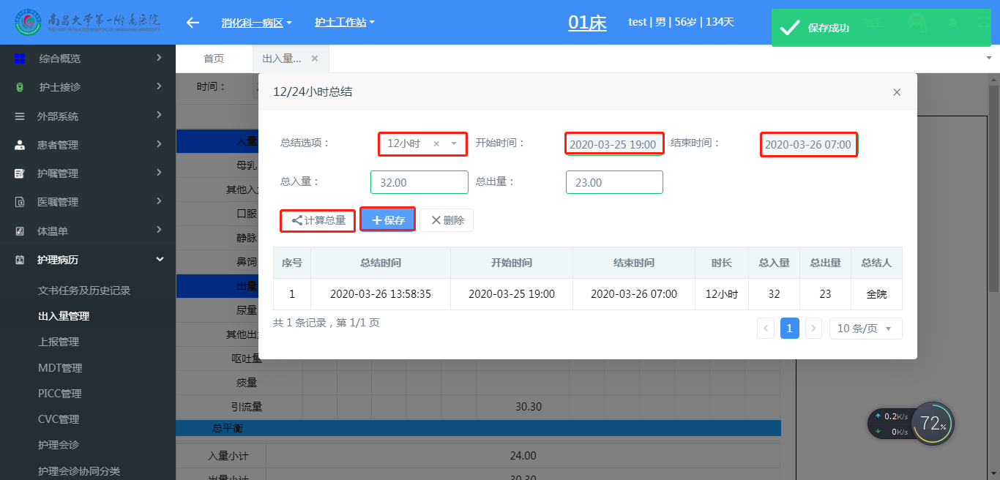 南昌大学第一附属医院
THE FIRST AFFILIATED HOSPITAL OF NANCHANG UNIVERSITY
消化科一病区
护士工作站
01床
test | 男 | 56岁 | 134天
保存成功
综合概览
护士接诊
外部系统
患者管理
护嘱管理
医嘱管理
体温单
护理病历
文书任务及历史记录
出入量管理
上报管理
MDT管理
PICC管理
CVC管理
护理会诊
护理会诊协同分类
首页
出入量... ×
时间：
12/24小时总结 ×
总结选项： 12小时 × 开始时间： 2020-03-25 19:00 结束时间： 2020-03-26 07:00
总入量： 32.00 总出量： 23.00
计算总量 保存 删除
序号 总结时间 开始时间 结束时间 时长 总入量 总出量 总结人
1 2020-03-26 13:58:35 2020-03-25 19:00 2020-03-26 07:00 12小时 32 23 全院
共 1 条记录，第 1/1 页
< 1 > 10 条/页
入量
母乳
其他入
口服
静脉
鼻饲
出量
尿量
其他出
呕吐量
痰量
引流量 30.30
总平衡
入量小计 24.00
出量小计 30.30
0.2K/s
0K/s
72%